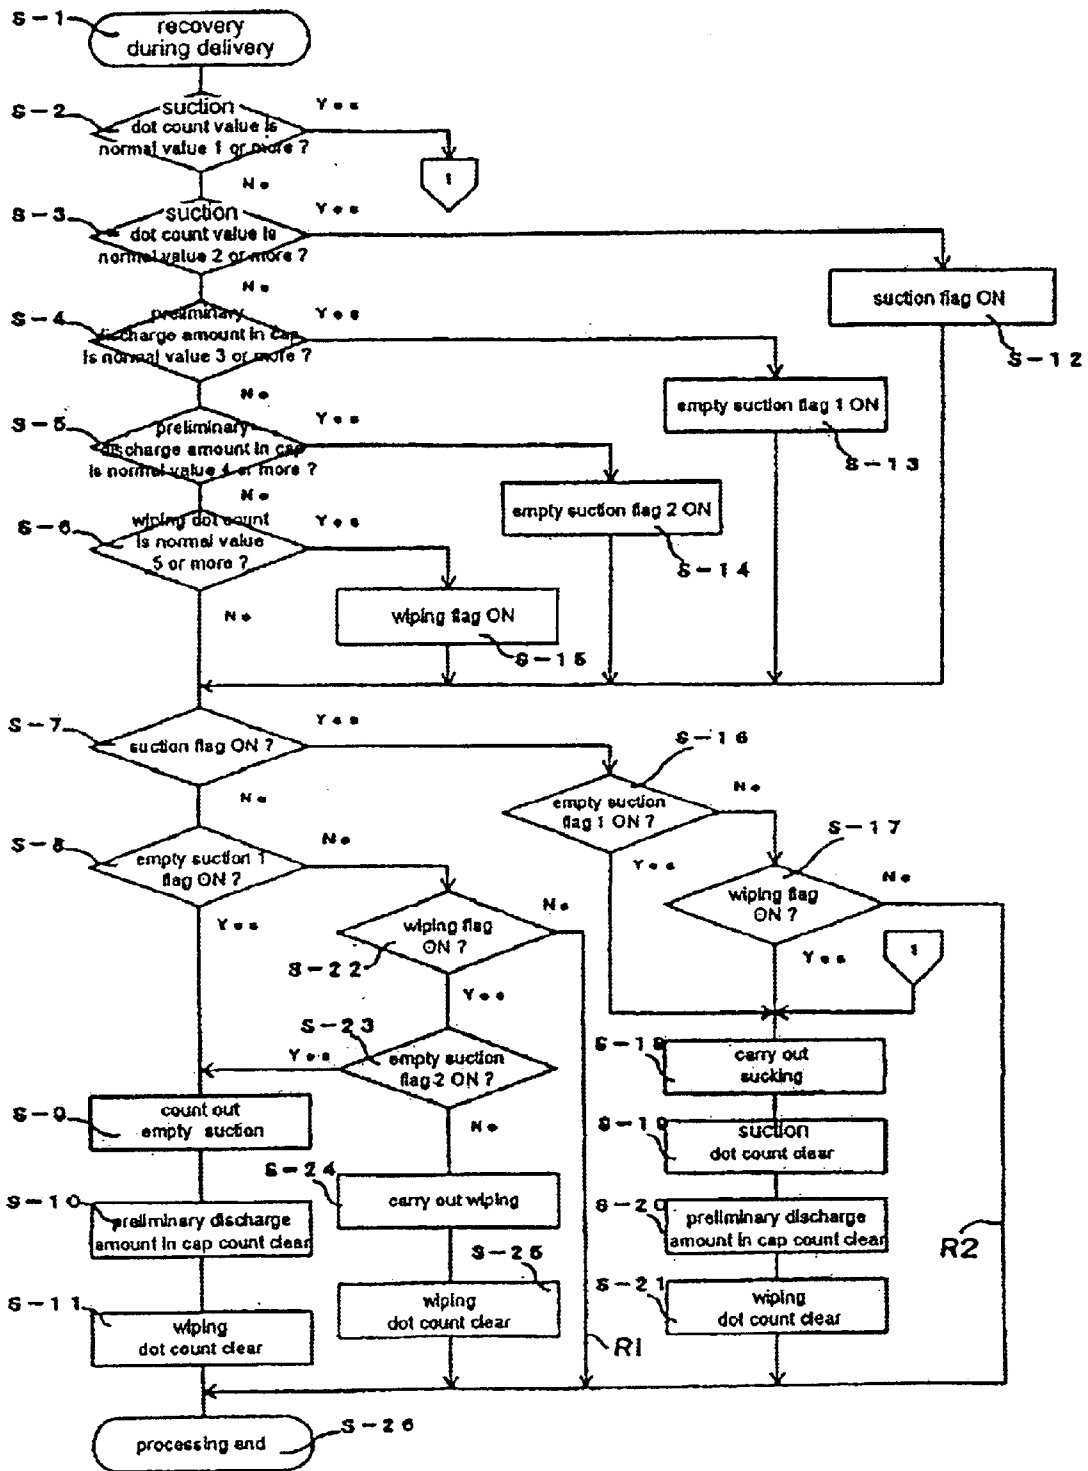 S-1
recovery
during delivery
S-2
suction
dot count value is
normal value 1 or more ?
Yes
1
No
S-3
suction
dot count value is
normal value 2 or more ?
Yes
suction flag ON
S-12
No
S-4
preliminary
discharge amount in cap
is normal value 3 or more ?
Yes
empty suction flag 1 ON
S-13
No
S-5
preliminary
discharge amount in cap
is normal value 4 or more ?
Yes
empty suction flag 2 ON
S-14
No
S-6
wiping dot count
is normal value
5 or more ?
Yes
wiping flag ON
S-15
No
S-7
suction flag ON ?
Yes
S-16
empty suction
flag 1 ON ?
No
Yes
S-17
wiping flag
ON ?
No
Yes
1
No
S-8
empty suction 1
flag ON ?
No
Yes
wiping flag
ON ?
No
S-22
Yes
S-23
empty suction
flag 2 ON ?
Yes
No
S-9
count out
empty suction
S-10
preliminary discharge
amount in cap count clear
S-11
wiping
dot count clear
S-24
carry out wiping
S-25
wiping
dot count clear
R1
S-18
carry out
sucking
S-19
suction
dot count clear
S-20
preliminary discharge
amount in cap count clear
S-21
wiping
dot count clear
R2
processing end
S-26